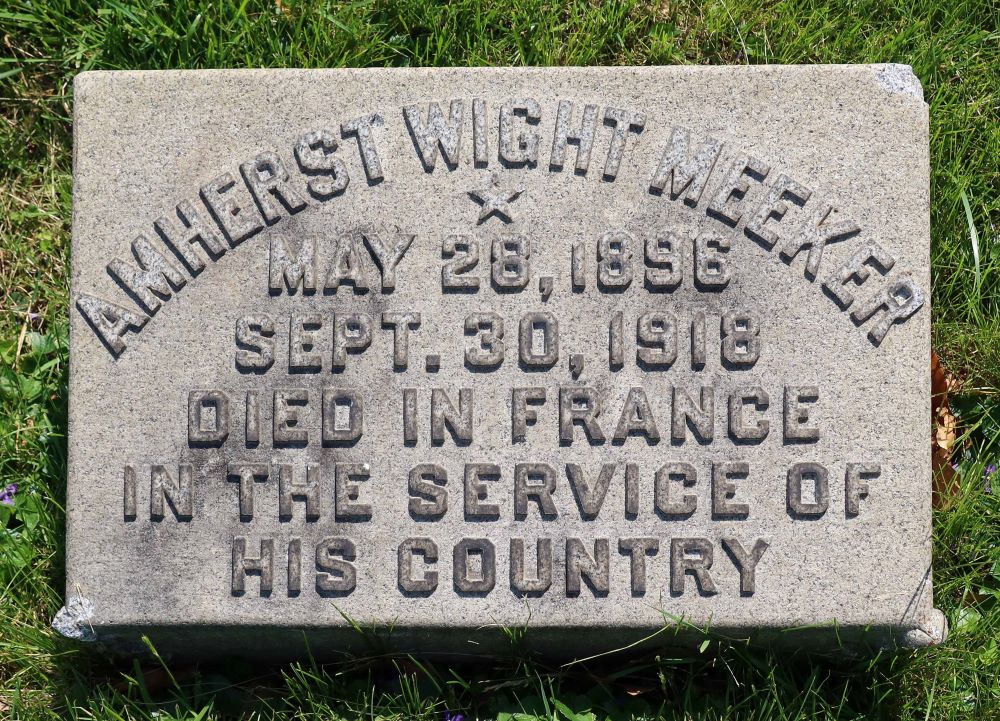 AMHERST WIGHT MEEKER
MAY 28, 1896
SEPT. 30, 1918
DIED IN FRANCE
IN THE SERVICE OF
HIS COUNTRY